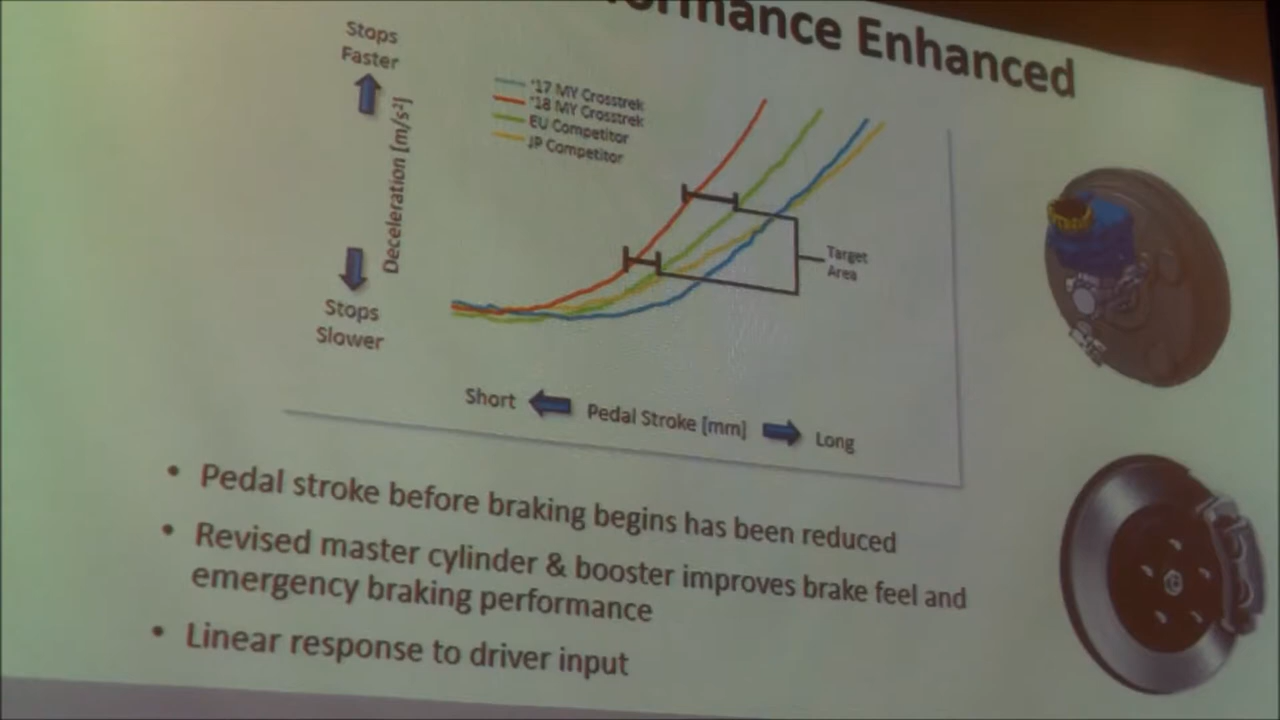 ormance Enhanced
Stops
Faster
Deceleration [m/s²]
Stops
Slower
'17 MY Crosstrek
'18 MY Crosstrek
EU Competitor
JP Competitor
Target
Area
Short
Pedal Stroke [mm]
Long
• Pedal stroke before braking begins has been reduced
• Revised master cylinder & booster improves brake feel and
emergency braking performance
• Linear response to driver input